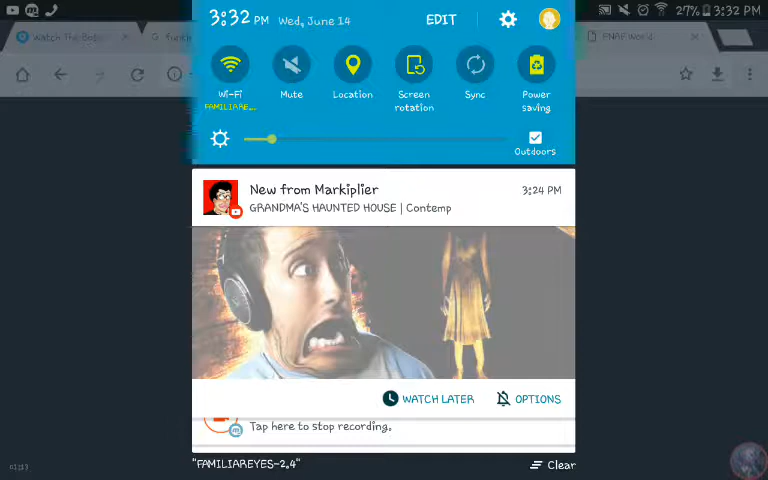 3:32 PM Wed, June 14 EDIT
27% 3:32 PM
Watch The
FNAF World
Wi-Fi Mute Location Screen rotation Sync Power saving
FAMILIARE...
Outdoors
New from Markiplier 3:24 PM
GRANDMA'S HAUNTED HOUSE | Contemp
WATCH LATER OPTIONS
Tap here to stop recording.
"FAMILIAREYES-2.4" Clear